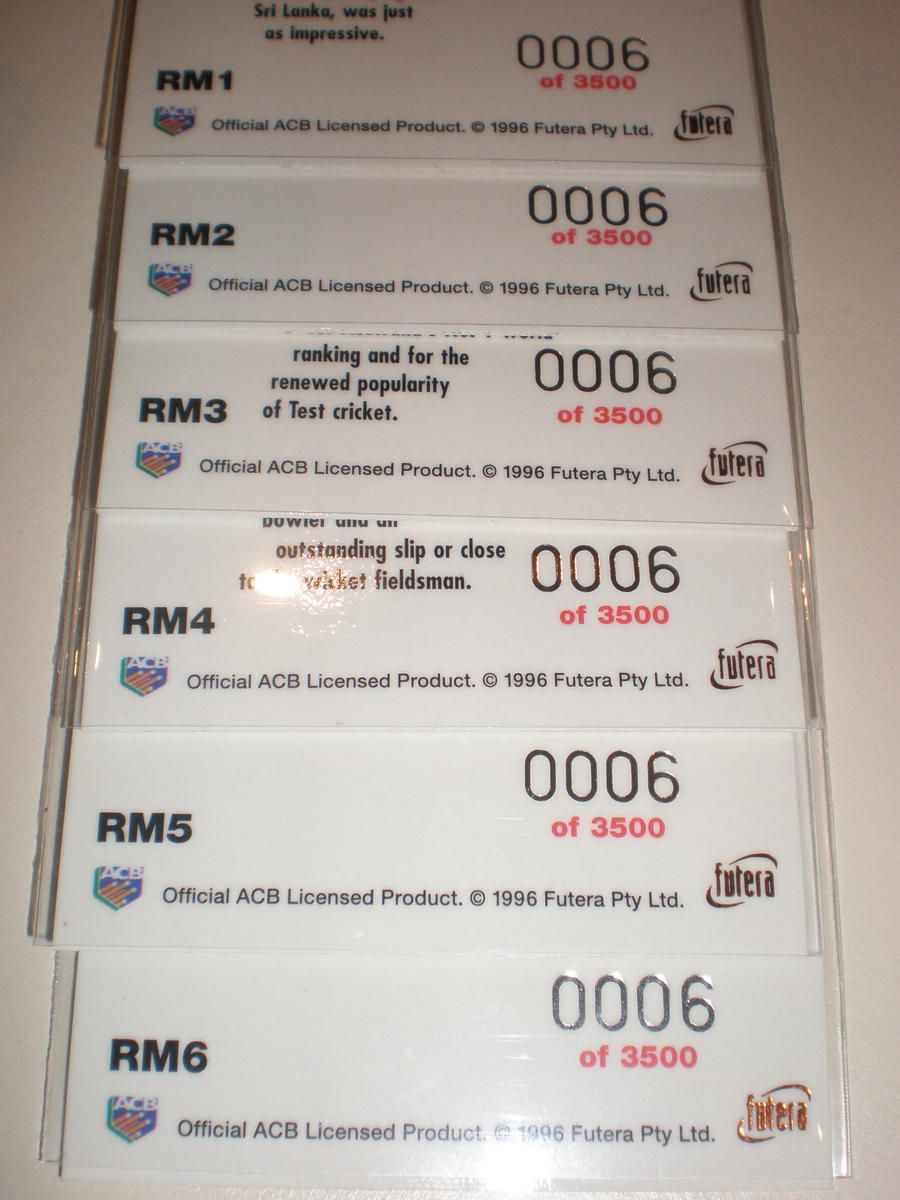 Sri Lanka, was just
as impressive.
0006
of 3500
RM1
ACB
Official ACB Licensed Product. © 1996 Futera Pty Ltd.
futera
0006
of 3500
RM2
ACB
Official ACB Licensed Product. © 1996 Futera Pty Ltd.
futera
ranking and for the
renewed popularity
of Test cricket.
0006
of 3500
RM3
ACB
Official ACB Licensed Product. © 1996 Futera Pty Ltd.
futera
bowler and an
outstanding slip or close
wicket fieldsman.
0006
of 3500
RM4
ACB
Official ACB Licensed Product. © 1996 Futera Pty Ltd.
futera
0006
of 3500
RM5
ACB
Official ACB Licensed Product. © 1996 Futera Pty Ltd.
futera
0006
of 3500
RM6
ACB
Official ACB Licensed Product. © 1996 Futera Pty Ltd.
futera